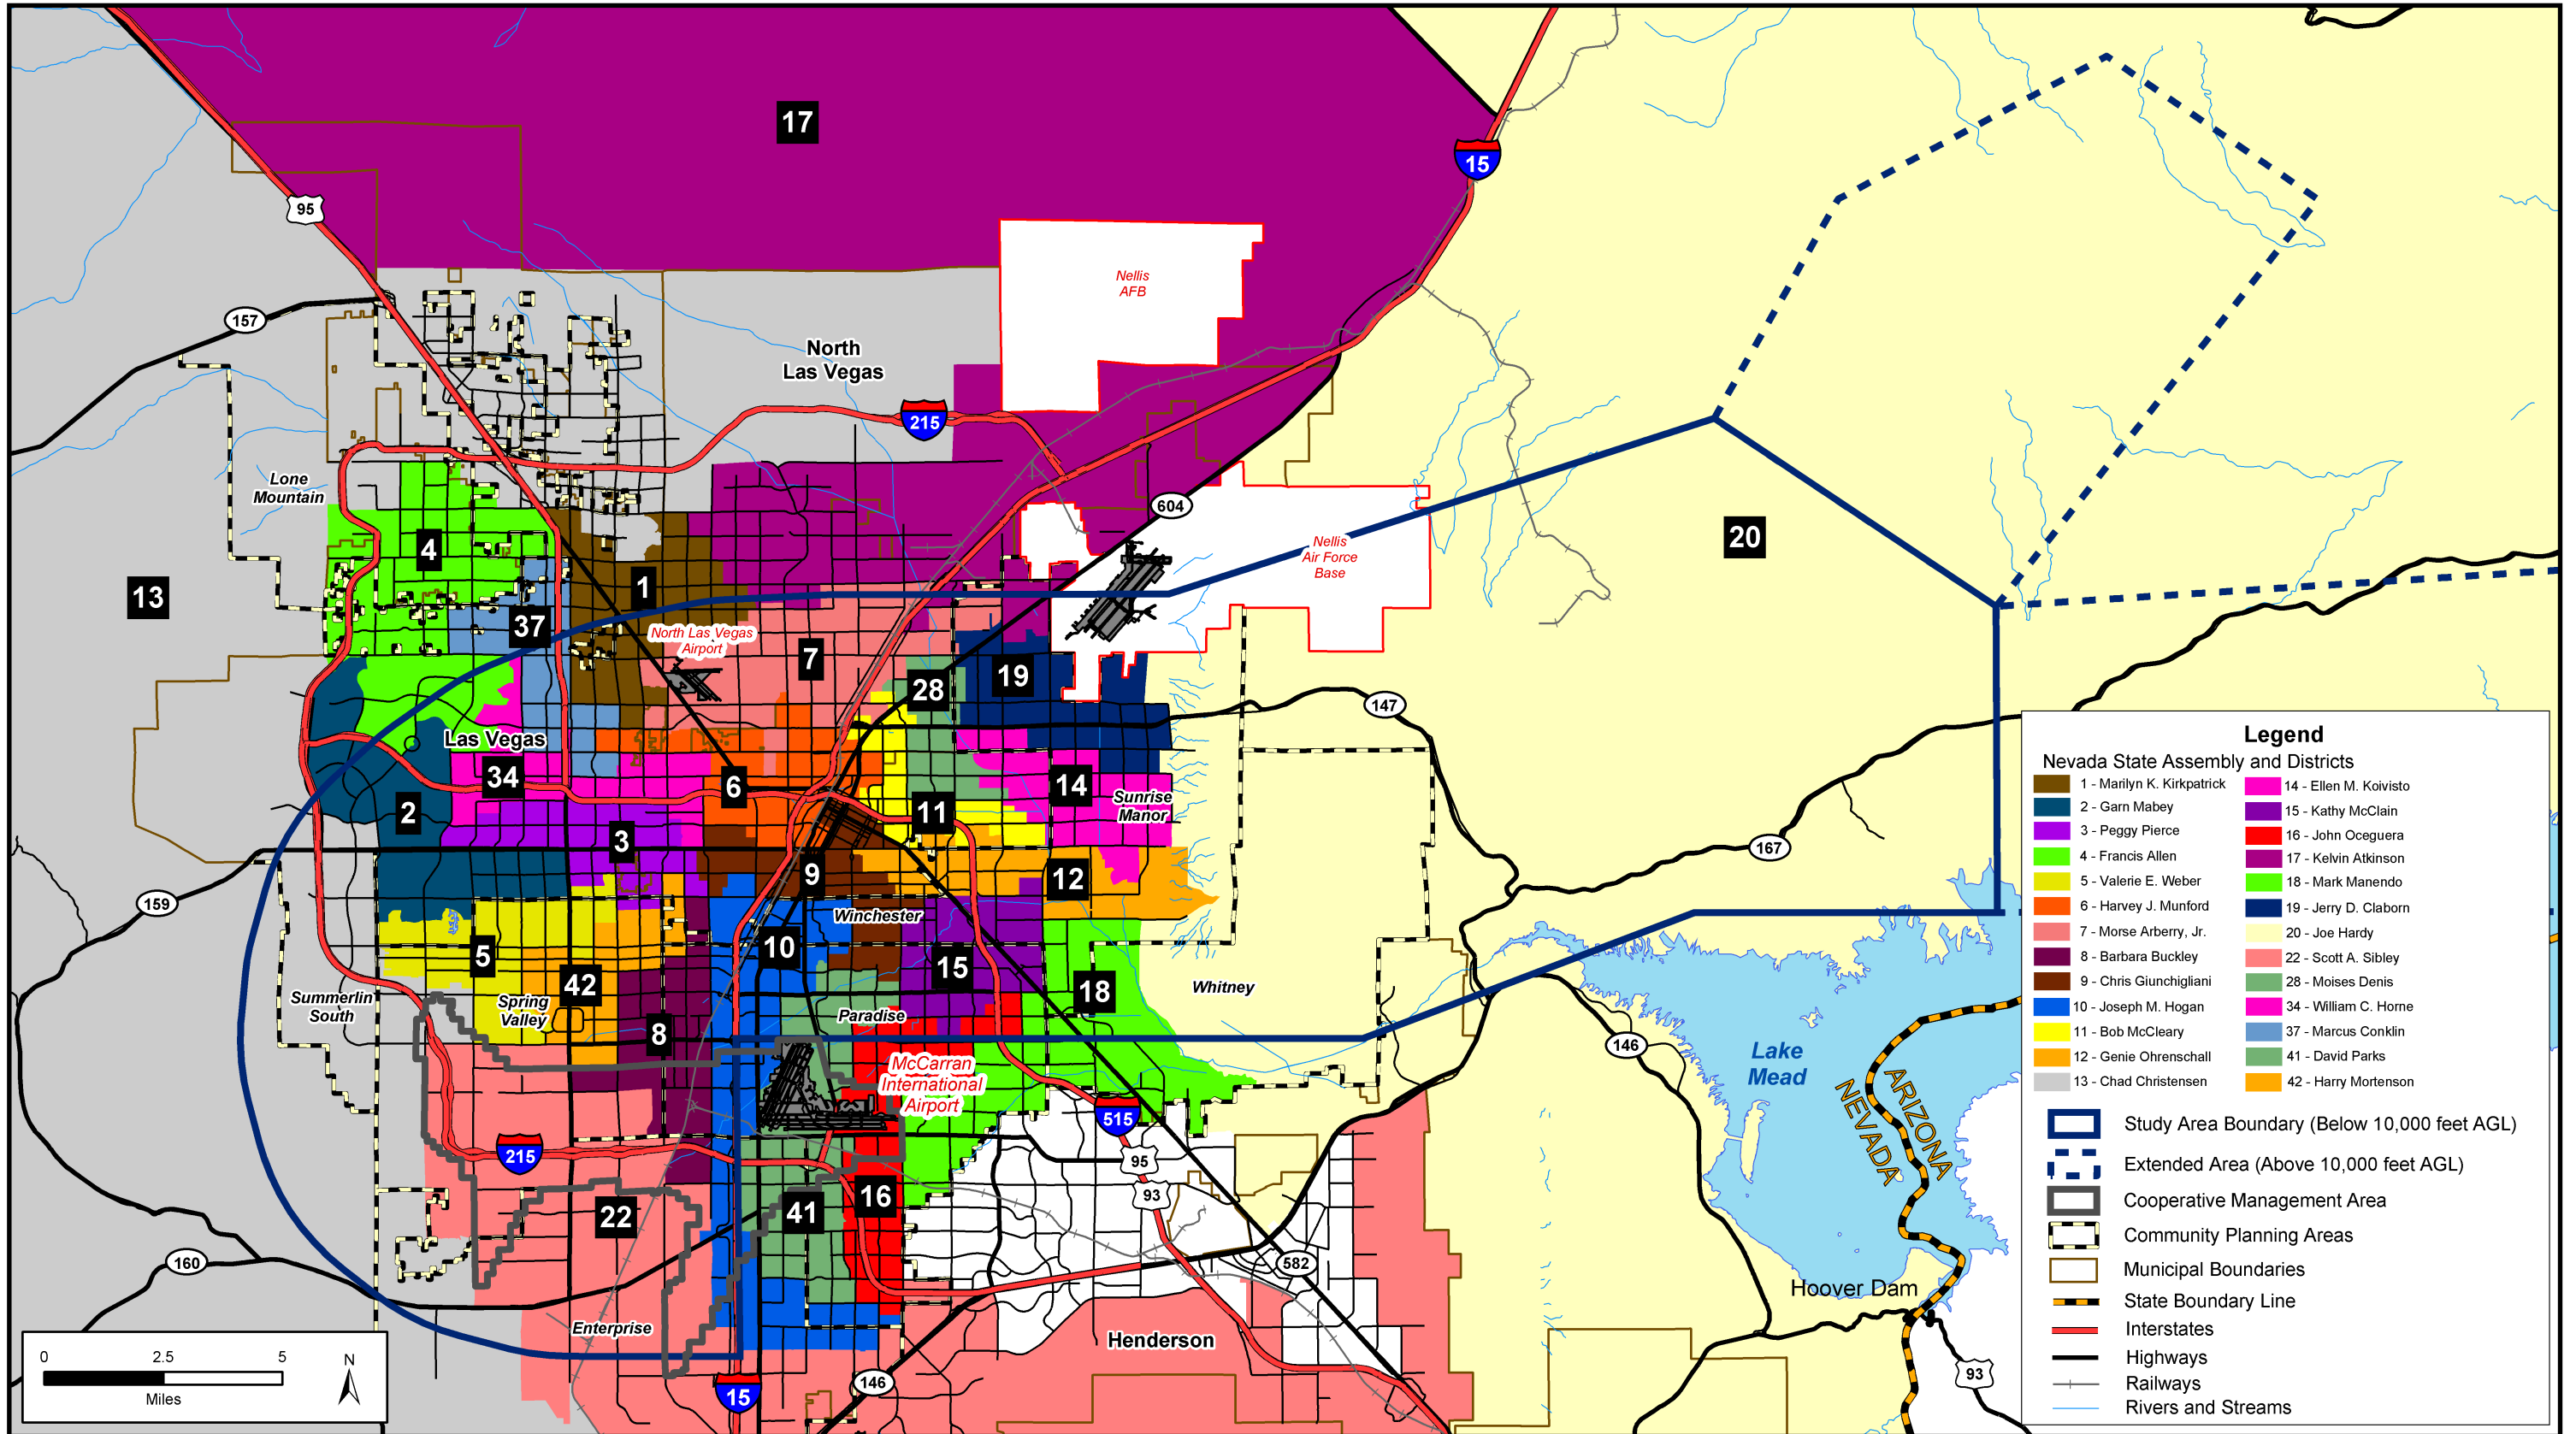 17
15
95
Nellis
AFB
157
North
Las Vegas
215
Lone
Mountain
604
Nellis
Air Force
Base
20
4
1
13
37
North Las Vegas
Airport
7
28
19
147
Las Vegas
34
6
14
Sunrise
Manor
2
11
3
167
9
12
159
Winchester
10
5
15
42
Whitney
18
Summerlin
South
Spring
Valley
Paradise
8
146
Lake
Mead
McCarran
International
Airport
ARIZONA
NEVADA
515
215
95
93
16
41
22
160
582
Hoover Dam
Enterprise
Henderson
15
146
93
0 2.5 5
Miles
N
Legend
Nevada State Assembly and Districts
1 - Marilyn K. Kirkpatrick
2 - Garn Mabey
3 - Peggy Pierce
4 - Francis Allen
5 - Valerie E. Weber
6 - Harvey J. Munford
7 - Morse Arberry, Jr.
8 - Barbara Buckley
9 - Chris Giunchigliani
10 - Joseph M. Hogan
11 - Bob McCleary
12 - Genie Ohrenschall
13 - Chad Christensen
14 - Ellen M. Koivisto
15 - Kathy McClain
16 - John Oceguera
17 - Kelvin Atkinson
18 - Mark Manendo
19 - Jerry D. Claborn
20 - Joe Hardy
22 - Scott A. Sibley
28 - Moises Denis
34 - William C. Horne
37 - Marcus Conklin
41 - David Parks
42 - Harry Mortenson
Study Area Boundary (Below 10,000 feet AGL)
Extended Area (Above 10,000 feet AGL)
Cooperative Management Area
Community Planning Areas
Municipal Boundaries
State Boundary Line
Interstates
Highways
Railways
Rivers and Streams